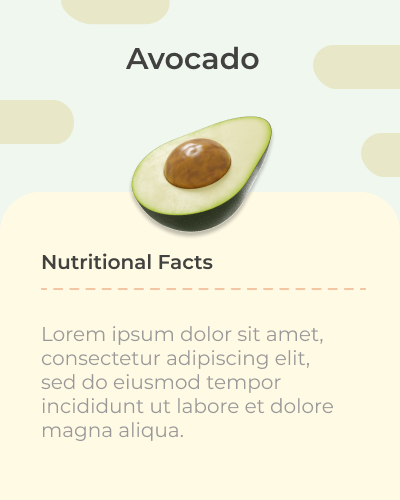 Avocado
Nutritional Facts
Lorem ipsum dolor sit amet,
consectetur adipiscing elit,
sed do eiusmod tempor
incididunt ut labore et dolore
magna aliqua.